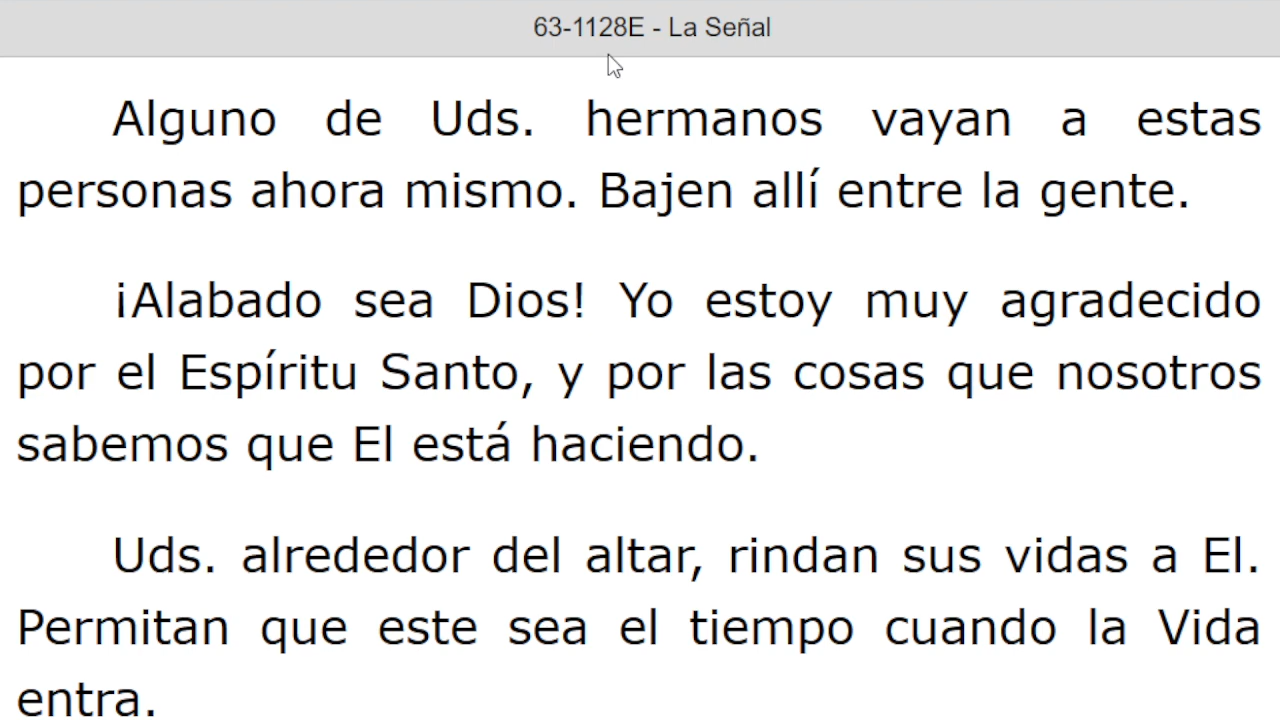 63-1128E - La Señal
Alguno de Uds. hermanos vayan a estas
personas ahora mismo. Bajen allí entre la gente.
¡Alabado sea Dios! Yo estoy muy agradecido
por el Espíritu Santo, y por las cosas que nosotros
sabemos que El está haciendo.
Uds. alrededor del altar, rindan sus vidas a El.
Permitan que este sea el tiempo cuando la Vida
entra.